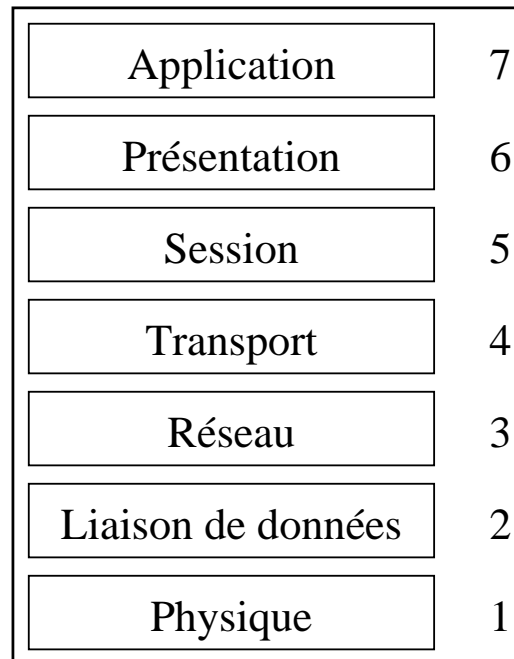 Application 7
Présentation 6
Session 5
Transport 4
Réseau 3
Liaison de données 2
Physique 1